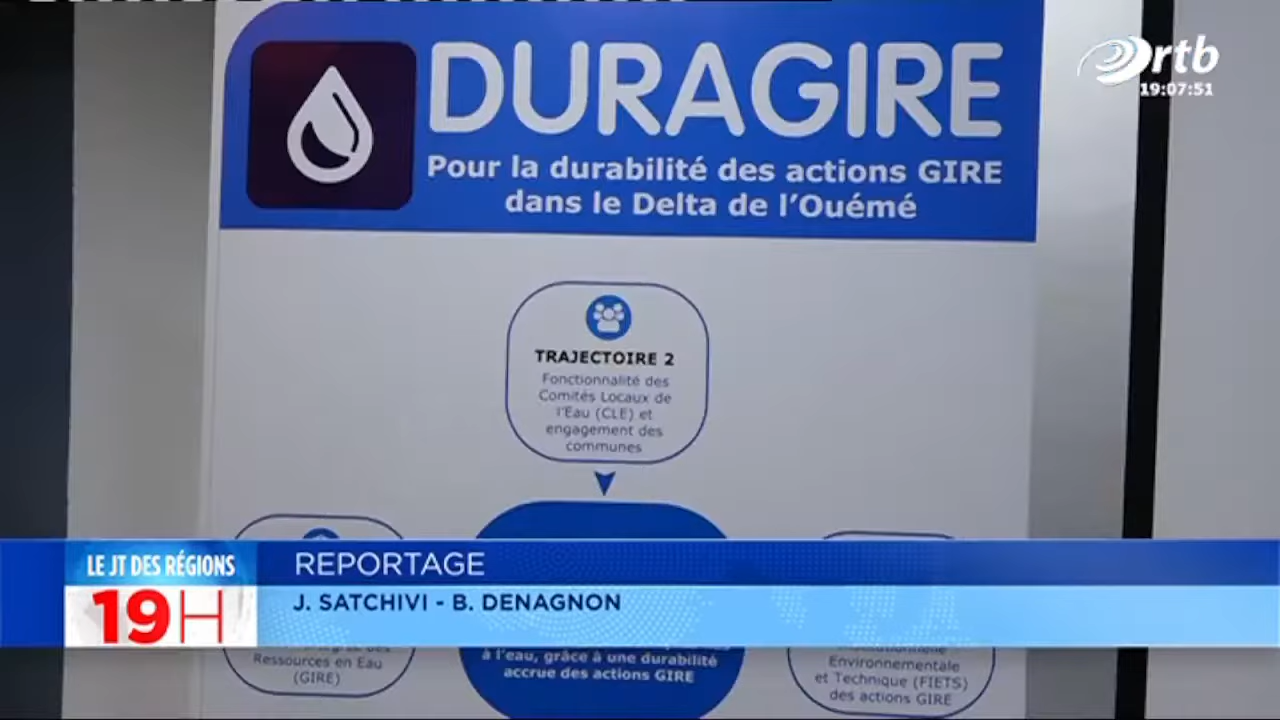 DURAGIRE
Pour la durabilité des actions GIRE
dans le Delta de l'Ouémé
rtb
19:07:51
TRAJECTOIRE 2
Fonctionnalité des
Comités Locaux de
l'Eau (CLE) et
engagement des
communes
LE JT DES RÉGIONS
19H
REPORTAGE
J. SATCHIVI - B. DENAGNON
Ressources en Eau
(GIRE)
à l'eau, grâce à une durabilité
accrue des actions GIRE
Environnementale
et Technique (FIETS)
des actions GIRE